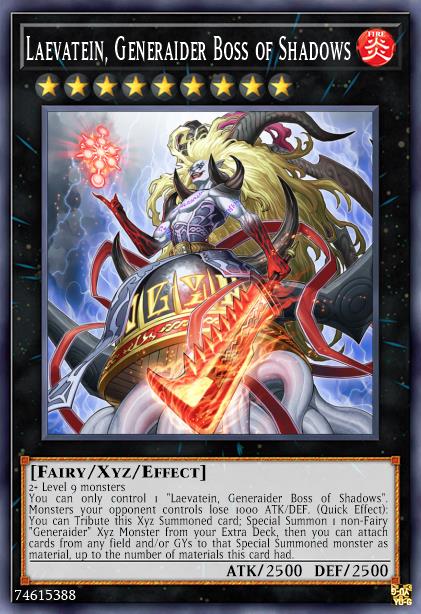 LAEVATEIN, GENERAIDER BOSS OF SHADOWS
FIRE
炎
[FAIRY/XYZ/EFFECT]
2+ Level 9 monsters
You can only control 1 "Laevatein, Generaider Boss of Shadows".
Monsters your opponent controls lose 1000 ATK/DEF. (Quick Effect):
You can Tribute this Xyz Summoned card; Special Summon 1 non-Fairy
"Generaider" Xyz Monster from your Extra Deck, then you can attach
cards from any field and/or GYs to that Special Summoned monster as
material, up to the number of materials this card had.
ATK/2500 DEF/2500
74615388